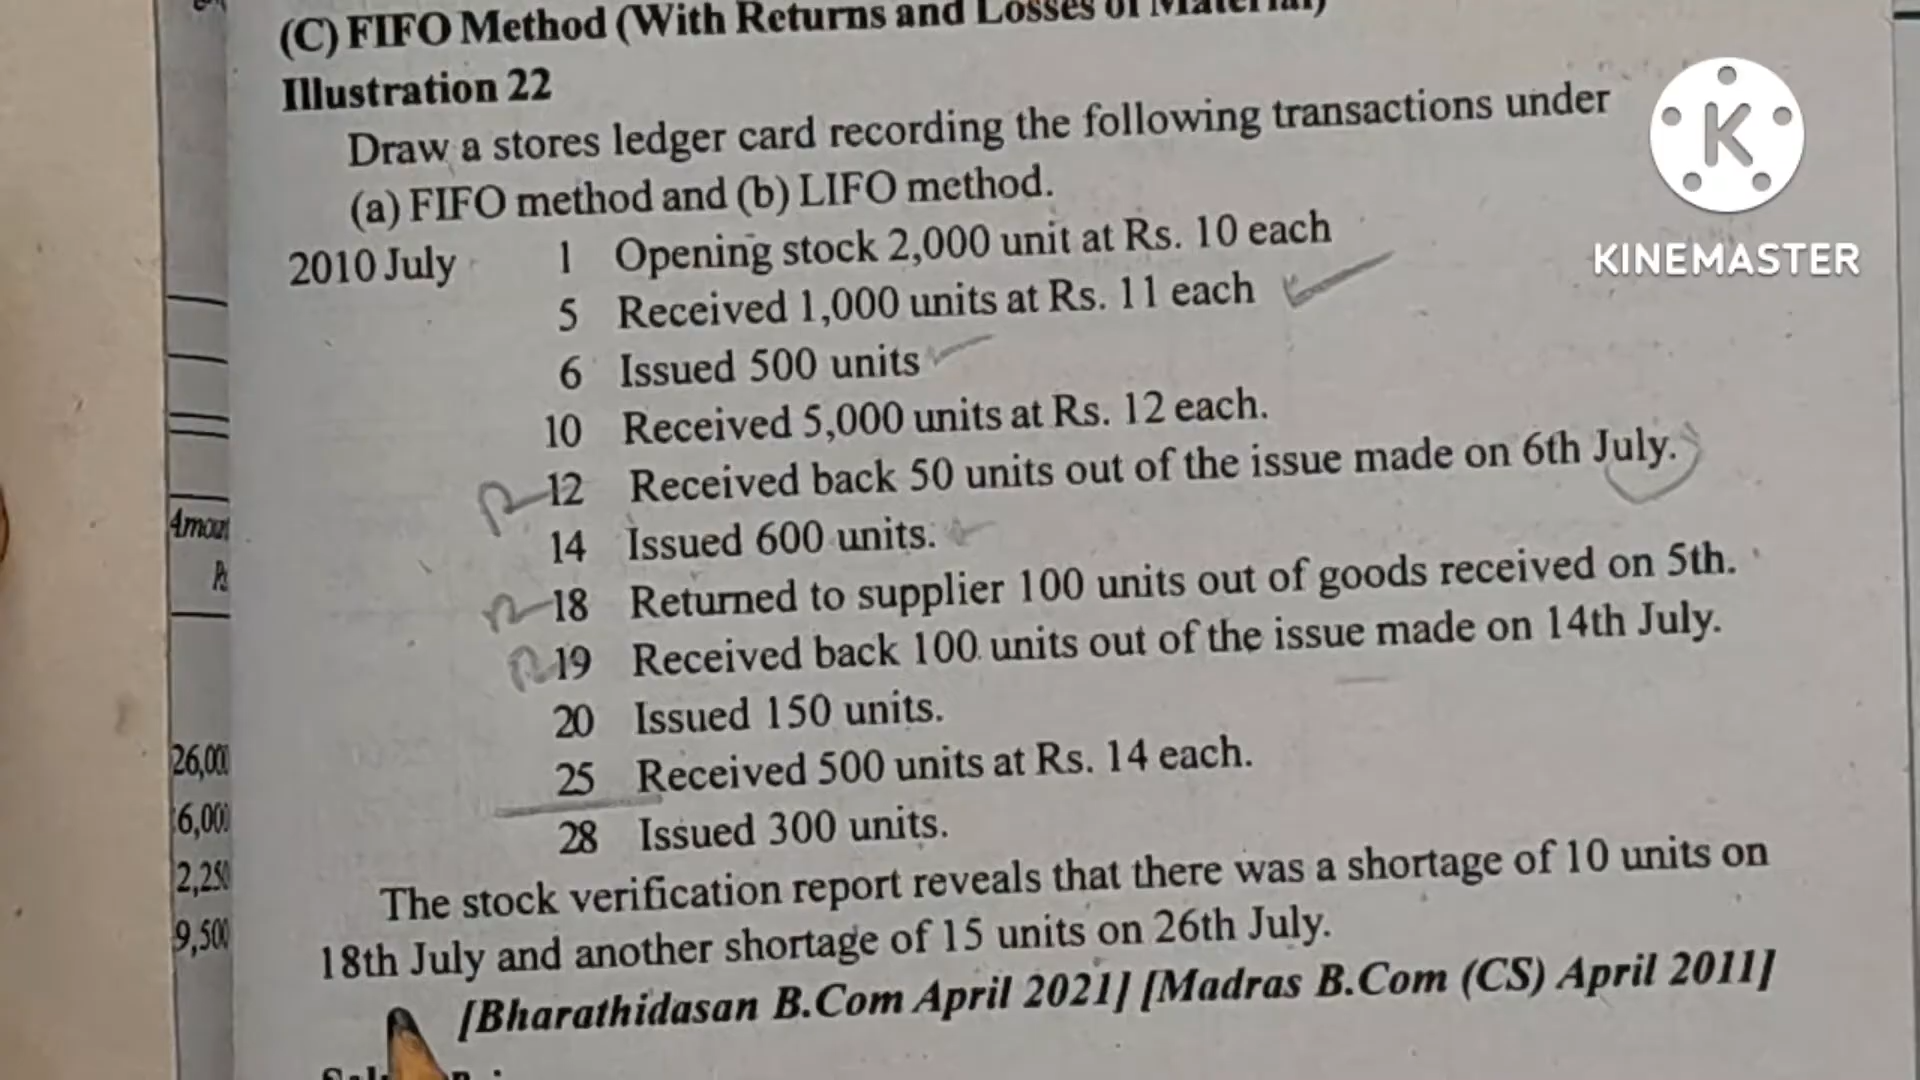 (C) FIFO Method (With Returns and Losses of Material)
Illustration 22
Draw a stores ledger card recording the following transactions under
(a) FIFO method and (b) LIFO method.
2010 July 1 Opening stock 2,000 unit at Rs. 10 each
5 Received 1,000 units at Rs. 11 each
6 Issued 500 units
10 Received 5,000 units at Rs. 12 each.
12 Received back 50 units out of the issue made on 6th July.
14 Issued 600 units.
18 Returned to supplier 100 units out of goods received on 5th.
19 Received back 100 units out of the issue made on 14th July.
20 Issued 150 units.
25 Received 500 units at Rs. 14 each.
28 Issued 300 units.
The stock verification report reveals that there was a shortage of 10 units on
18th July and another shortage of 15 units on 26th July.
[Bharathidasan B.Com April 2021] [Madras B.Com (CS) April 2011]
K
KINEMASTER
26,000
6,000
2,250
9,500